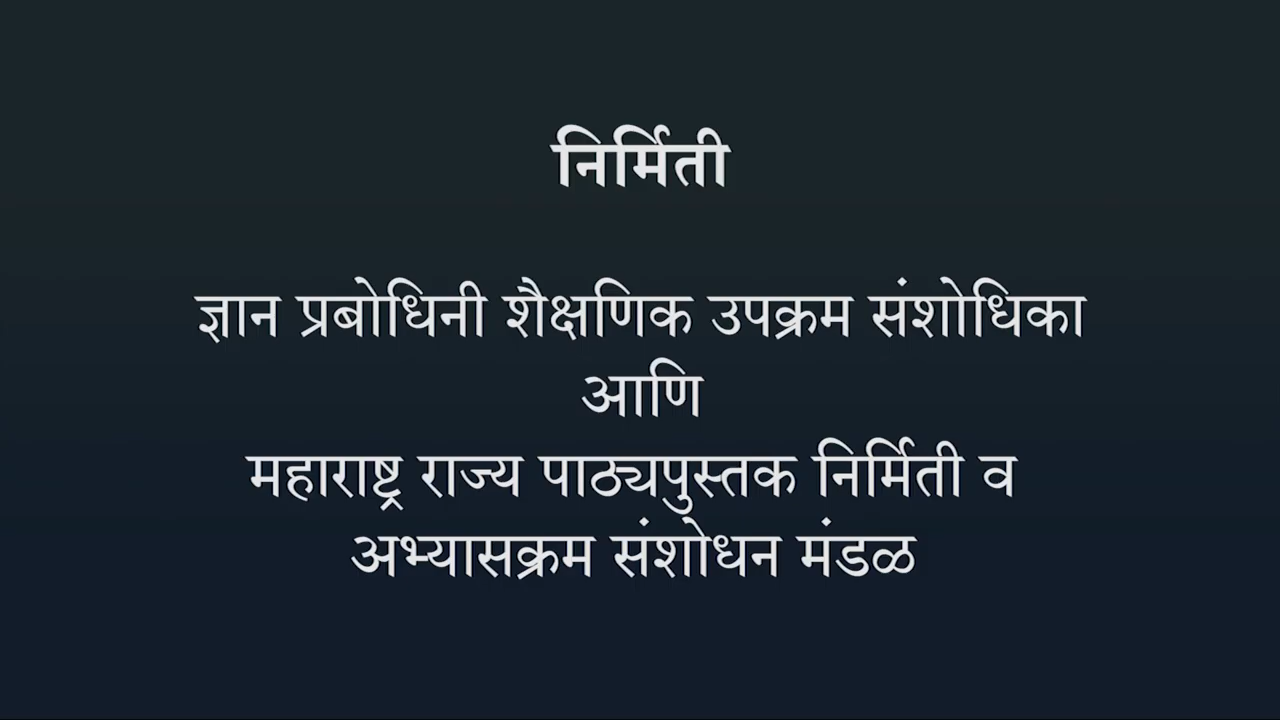 निर्मिती
ज्ञान प्रबोधिनी शैक्षणिक उपक्रम संशोधिका
आणि
महाराष्ट्र राज्य पाठ्यपुस्तक निर्मिती व
अभ्यासक्रम संशोधन मंडळ